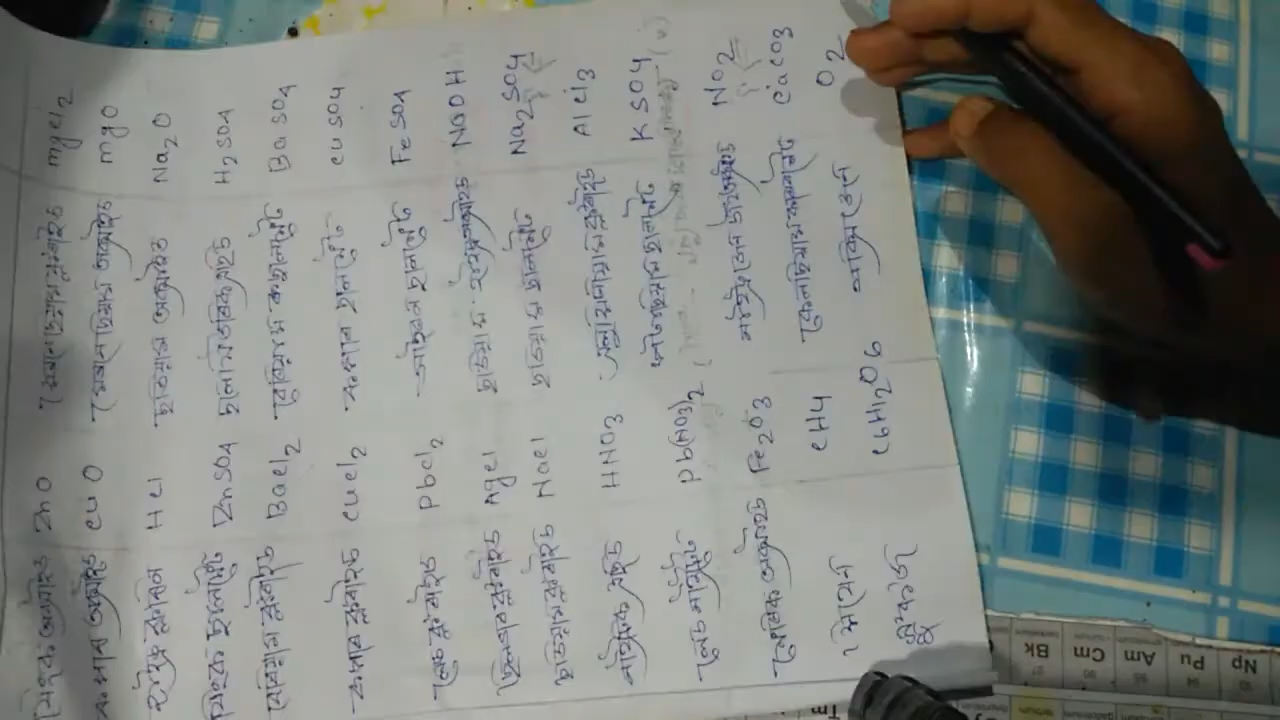 জিংক অক্সাইড ZnO
কপার অক্সাইড CuO
HCl
ZnSO4
BaCl2
কপার ক্লোরাইড CuCl2
লেড ক্লোরাইড PbCl2
সিলভার ক্লোরাইড AgCl
সোডিয়াম ক্লোরাইড NaCl
নাইট্রিক এসিড HNO3
লেড নাইট্রেট Pb(NO3)2
ফেরিক অক্সাইড Fe2O3
মিথেন CH4
গ্লুকোজ C6H12O6
ম্যাগনেসিয়াম ক্লোরাইড mgcl2
ম্যাগনেসিয়াম অক্সাইড mgO
সোডিয়াম অক্সাইড Na2O
সালফিউরিক এসিড H2SO4
বেরিয়াম সালফেট BaSO4
কপার সালফেট CuSO4
আয়রন সালফেট FeSO4
সোডিয়াম হাইড্রোক্সাইড NaOH
সোডিয়াম সালফেট Na2SO4
অ্যালুমিনিয়াম ক্লোরাইড AlCl3
পটাশিয়াম সালফেট KSO4
নাইট্রোজেন ডাইঅক্সাইড NO2
ক্যালসিয়াম কার্বনেট CaCO3
অক্সিজেন O2
Np
Pu
Am
Cm
Bk